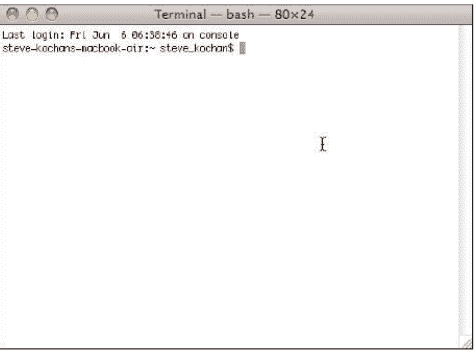 Terminal — bash — 80×24
Last login: Fri Jun  6 06:38:46 on console
steve-kochans-macbook-air:~ steve_kochan$